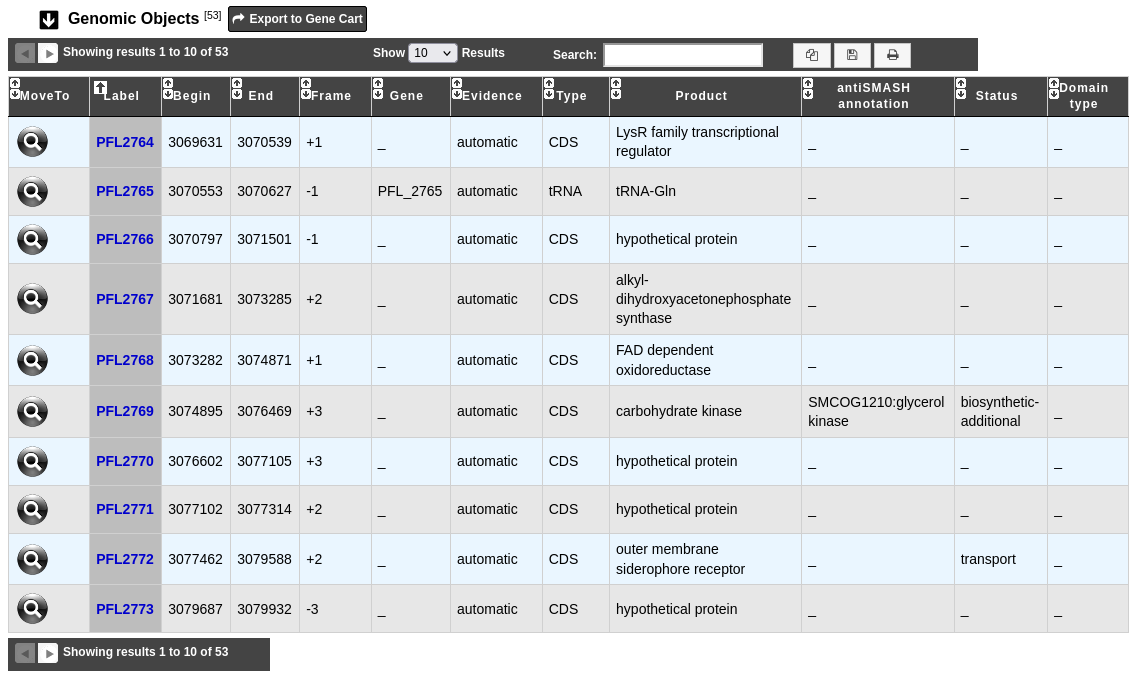 Genomic Objects [53] Export to Gene Cart
Showing results 1 to 10 of 53 Show 10 Results Search:
MoveTo Label Begin End Frame Gene Evidence Type Product antiSMASH annotation Status Domain type
PFL2764 3069631 3070539 +1 _ automatic CDS LysR family transcriptional regulator _ _ _
PFL2765 3070553 3070627 -1 PFL_2765 automatic tRNA tRNA-Gln _ _ _
PFL2766 3070797 3071501 -1 _ automatic CDS hypothetical protein _ _ _
PFL2767 3071681 3073285 +2 _ automatic CDS alkyl-dihydroxyacetonephosphate synthase _ _ _
PFL2768 3073282 3074871 +1 _ automatic CDS FAD dependent oxidoreductase _ _ _
PFL2769 3074895 3076469 +3 _ automatic CDS carbohydrate kinase SMCOG1210:glycerol kinase biosynthetic-additional _
PFL2770 3076602 3077105 +3 _ automatic CDS hypothetical protein _ _ _
PFL2771 3077102 3077314 +2 _ automatic CDS hypothetical protein _ _ _
PFL2772 3077462 3079588 +2 _ automatic CDS outer membrane siderophore receptor _ transport _
PFL2773 3079687 3079932 -3 _ automatic CDS hypothetical protein _ _ _
Showing results 1 to 10 of 53